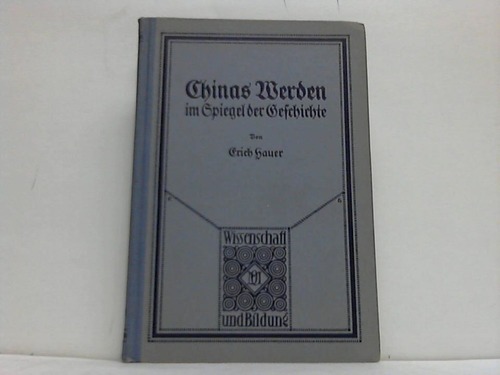 Chinas Werden
im Spiegel der Geschichte
Von
Erich Hauer
Wissenschaft
und Bildung